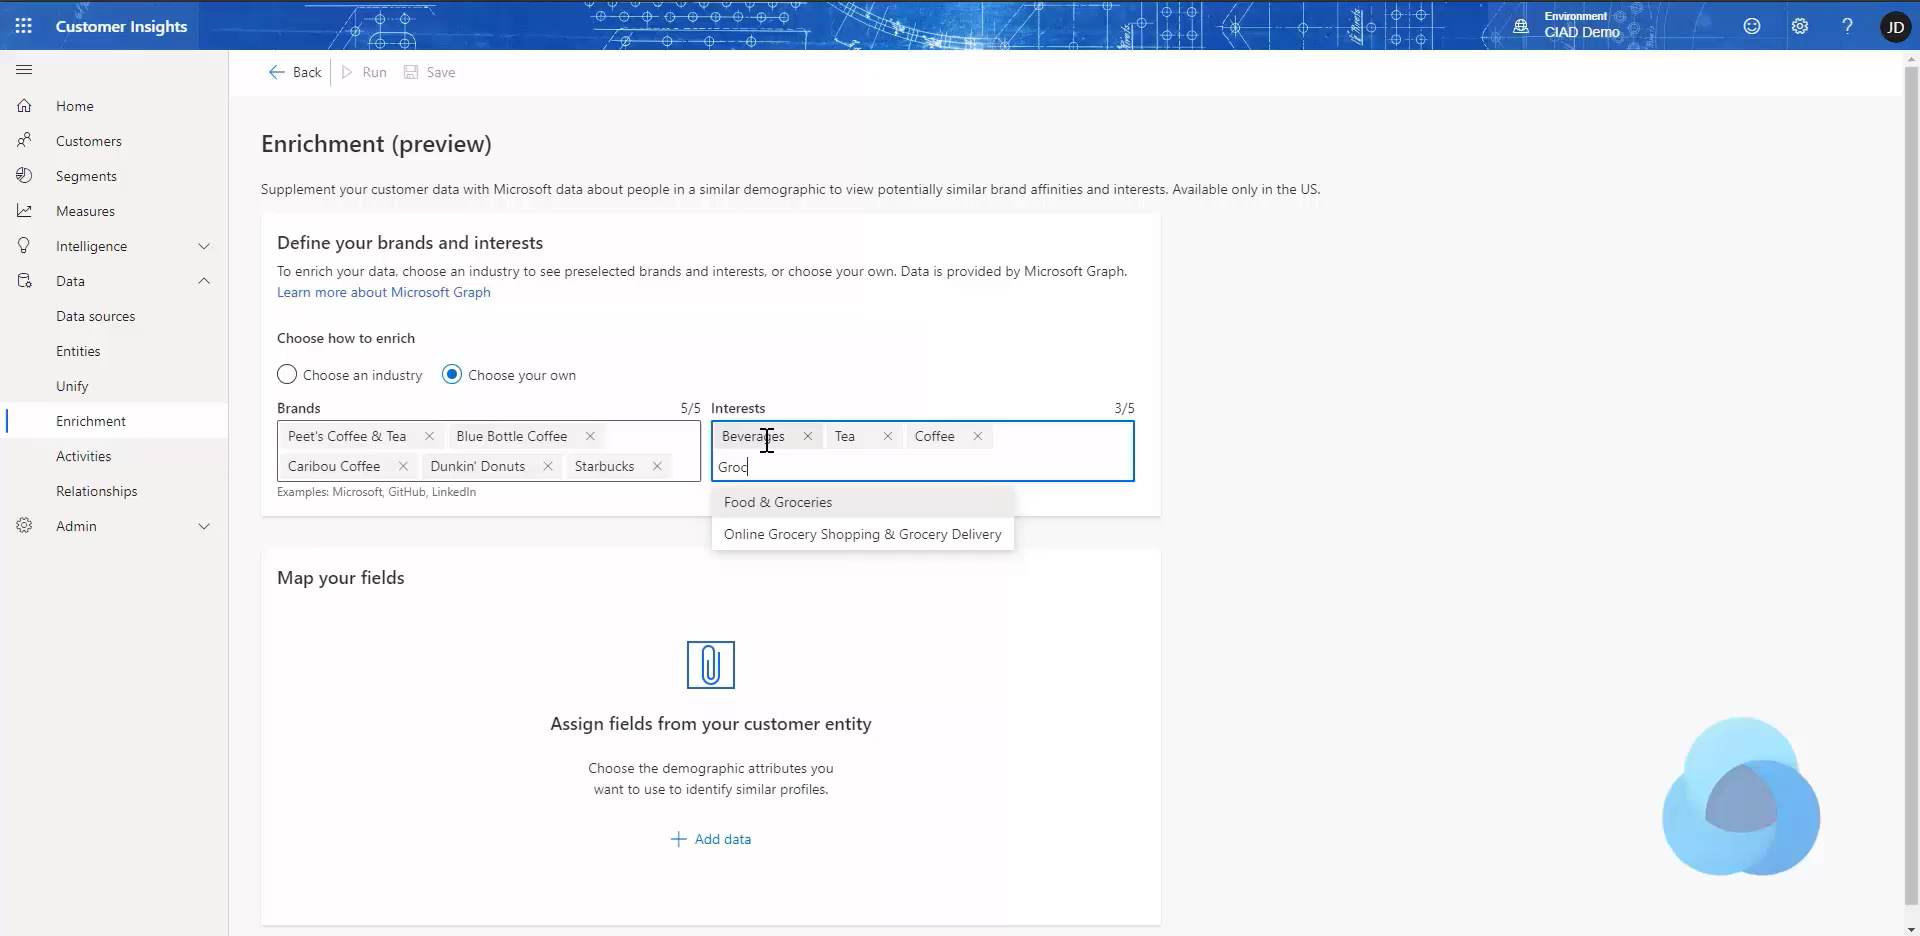 Customer Insights
Environment
CIAD Demo
?
JD
Back
Run
Save
Home
Customers
Segments
Measures
Intelligence
Data
Data sources
Entities
Unify
Enrichment
Activities
Relationships
Admin
Enrichment (preview)
Supplement your customer data with Microsoft data about people in a similar demographic to view potentially similar brand affinities and interests. Available only in the US.
Define your brands and interests
To enrich your data, choose an industry to see preselected brands and interests, or choose your own. Data is provided by Microsoft Graph.
Learn more about Microsoft Graph
Choose how to enrich
Choose an industry
Choose your own
Brands 5/5
Peet's Coffee & Tea Blue Bottle Coffee
Caribou Coffee Dunkin' Donuts Starbucks
Examples: Microsoft, GitHub, LinkedIn
Interests 3/5
Beverages Tea Coffee
Groc
Food & Groceries
Online Grocery Shopping & Grocery Delivery
Map your fields
Assign fields from your customer entity
Choose the demographic attributes you
want to use to identify similar profiles.
Add data